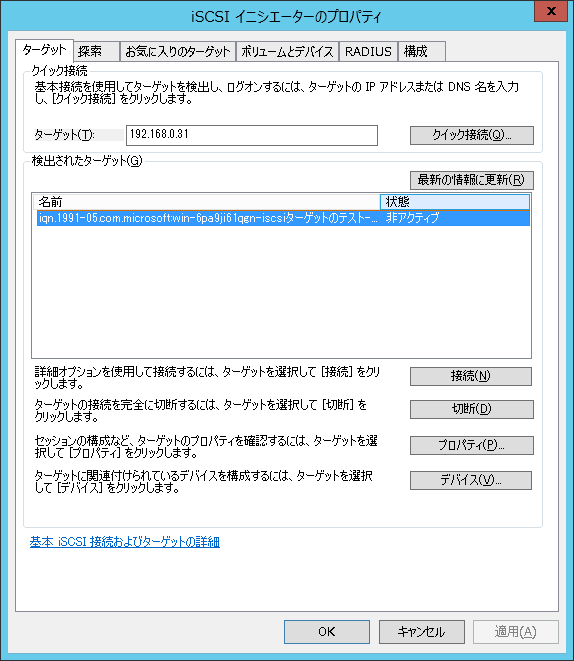 iSCSI イニシエーターのプロパティ
x
ターゲット 探索 お気に入りのターゲット ボリュームとデバイス RADIUS 構成
クイック接続
基本接続を使用してターゲットを検出し、ログオンするには、ターゲットの IP アドレスまたは DNS 名を入力
し、[クイック接続] をクリックします。
ターゲット(T): 192.168.0.31 クイック接続(Q)...
検出されたターゲット(G)
最新の情報に更新(R)
名前 状態
iqn.1991-05.com.microsoft:win-6pa9ji61qgn-iscsiターゲットのテスト-... 非アクティブ
詳細オプションを使用して接続するには、ターゲットを選択して [接続] をクリ
ックします。
接続(N)
ターゲットの接続を完全に切断するには、ターゲットを選択して [切断] を
クリックします。
切断(D)
セッションの構成など、ターゲットのプロパティを確認するには、ターゲットを選
択して [プロパティ] をクリックします。
プロパティ(P)...
ターゲットに関連付けられているデバイスを構成するには、ターゲットを選択
して [デバイス] をクリックします。
デバイス(V)...
基本 iSCSI 接続およびターゲットの詳細
OK キャンセル 適用(A)